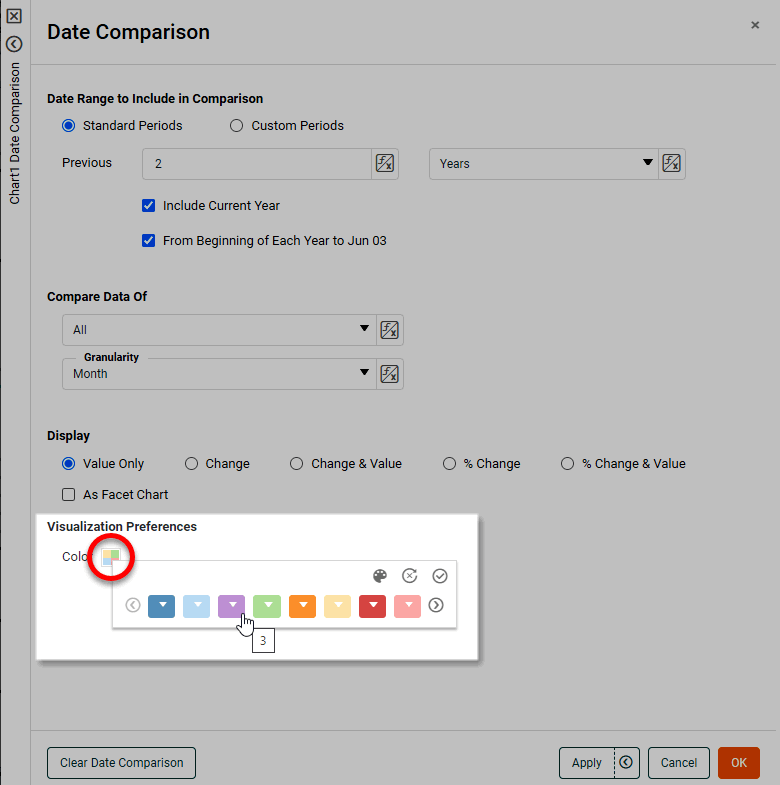 Chart1 Date Comparison
Date Comparison
Date Range to Include in Comparison
Standard Periods Custom Periods
Previous 2 Years
Include Current Year
From Beginning of Each Year to Jun 03
Compare Data Of
All
Granularity
Month
Display
Value Only Change Change & Value % Change % Change & Value
As Facet Chart
Visualization Preferences
Colo
3
Clear Date Comparison Apply Cancel OK